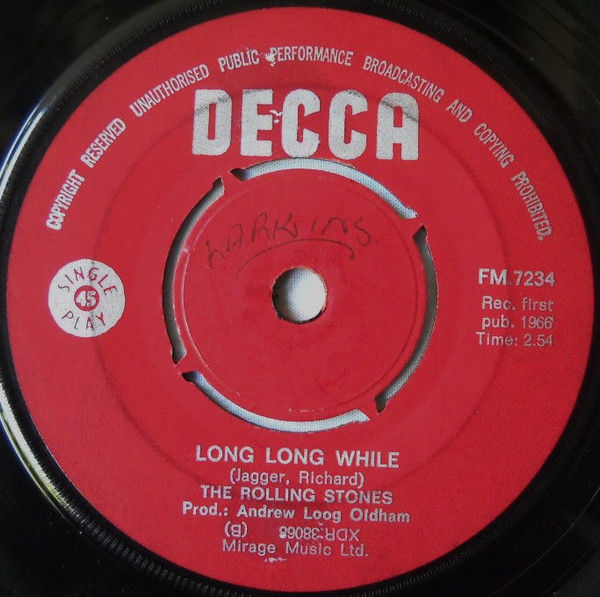 COPYRIGHT RESERVED UNAUTHORISED PUBLIC PERFORMANCE BROADCASTING AND COPYING PROHIBITED.
DECCA
LARKINS
SINGLE
45
PLAY
FM.7234
Rec. first
pub. 1966
Time: 2.54
LONG LONG WHILE
(Jagger, Richard)
THE ROLLING STONES
Prod.: Andrew Loog Oldham
(B) XDR:38068
Mirage Music Ltd.